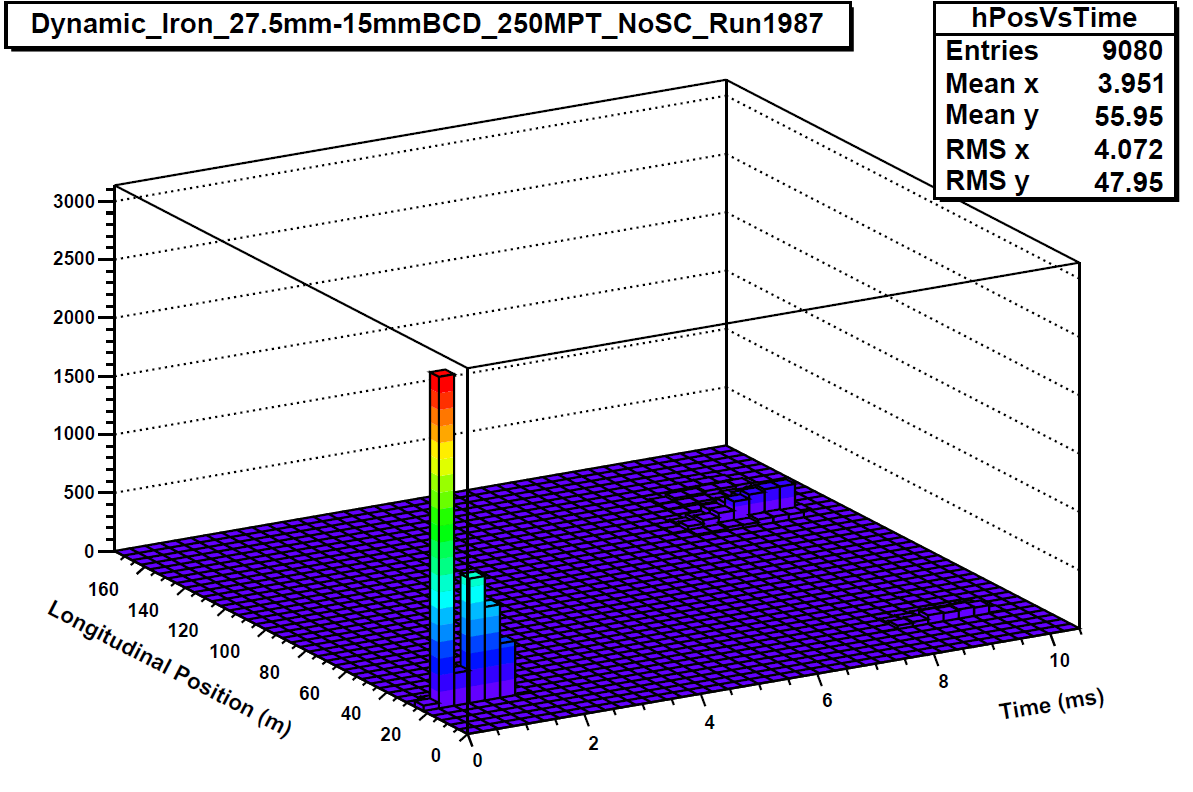 Dynamic_Iron_27.5mm-15mmBCD_250MPT_NoSC_Run1987
hPosVsTime
Entries 9080
Mean x 3.951
Mean y 55.95
RMS x 4.072
RMS y 47.95
3000
2500
2000
1500
1000
500
0
160
140
120
100
80
60
40
20
0
Longitudinal Position (m)
0
2
4
6
8
10
Time (ms)